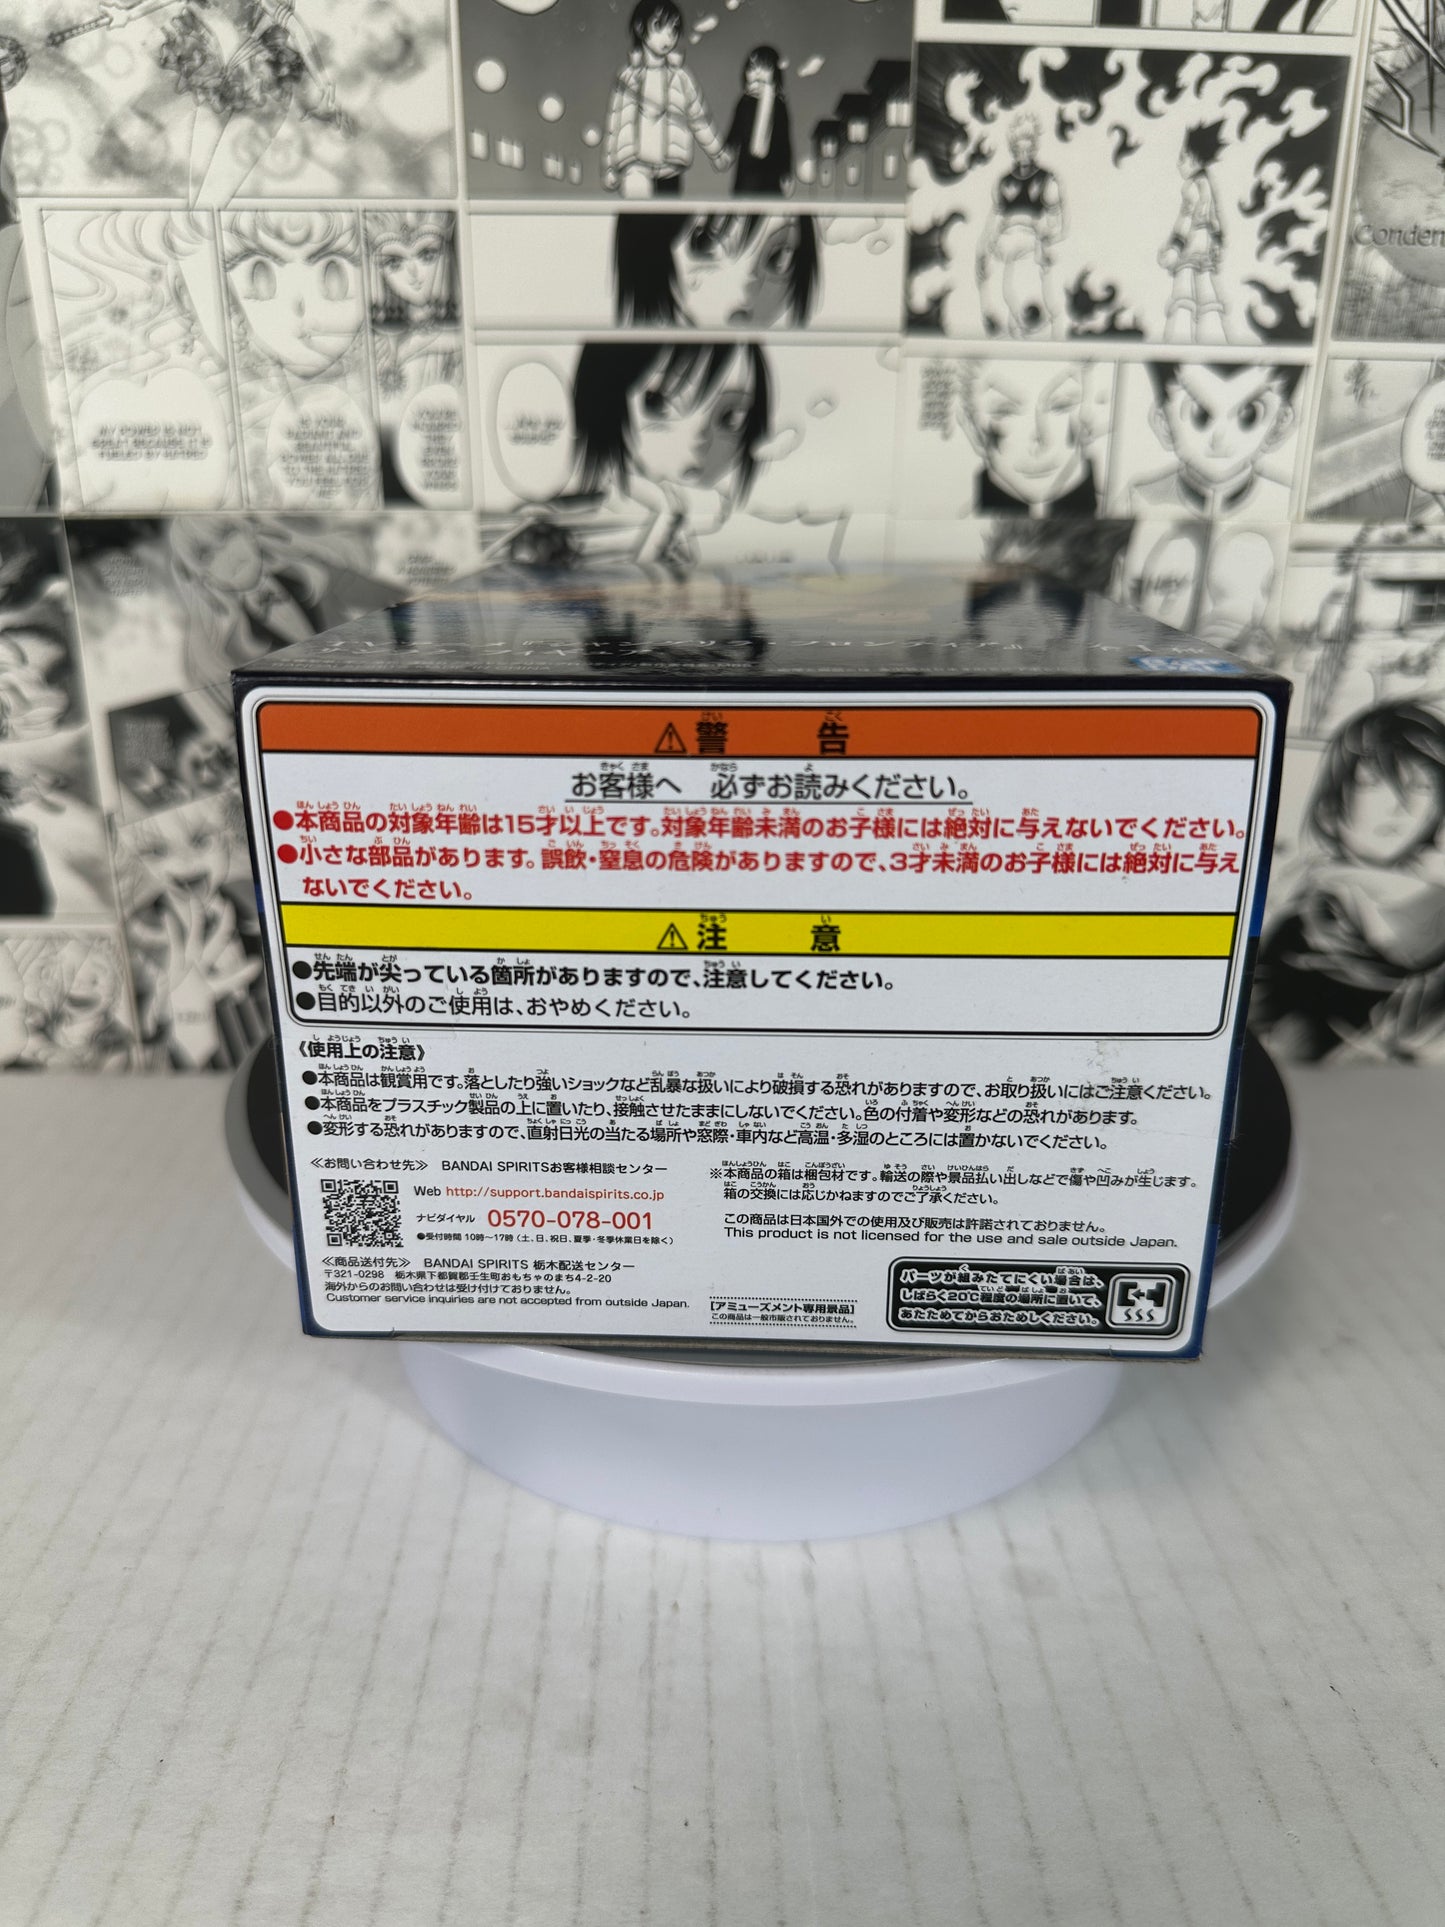 Conden
MY POWER IS NOT
GREAT BECAUSE IT IS
警告
お客様へ 必ずお読みください。
●本商品の対象年齢は15才以上です。対象年齢未満のお子様には絶対に与えないでください。
●小さな部品があります。誤飲・窒息の危険がありますので、3才未満のお子様には絶対に与え
ないでください。
注意
●先端が尖っている箇所がありますので、注意してください。
●目的以外のご使用は、おやめください。
《使用上の注意》
●本商品は観賞用です。落としたり強いショックなど乱暴な扱いにより破損する恐れがありますので、お取り扱いにはご注意ください。
●本商品をプラスチック製品の上に置いたり、接触させたままにしないでください。色の付着や変形などの恐れがあります。
●変形する恐れがありますので、直射日光の当たる場所や窓際・車内など高温・多湿のところには置かないでください。
≪お問い合わせ先≫ BANDAI SPIRITSお客様相談センター
Web http://support.bandaispirits.co.jp
ナビダイヤル 0570-078-001
●受付時間 10時～17時 (土、日、祝日、夏季・冬季休業日を除く)
≪商品送付先≫ BANDAI SPIRITS 栃木配送センター
〒321-0298 栃木県下都賀郡壬生町おもちゃのまち4-2-20
海外からのお問い合わせは受け付けておりません。
Customer service inquiries are not accepted from outside Japan.
※本商品の箱は梱包材です。輸送の際や景品払い出しなどで傷や凹みが生じます。
箱の交換には応じかねますのでご了承ください。
この商品は日本国外での使用及び販売は許諾されておりません。
This product is not licensed for the use and sale outside Japan.
[アミューズメント専用景品]
この商品は一般市販されておりません。
パーツが組みたてにくい場合は、
しばらく20℃程度の場所に置いて、
あたためてからおためしください。